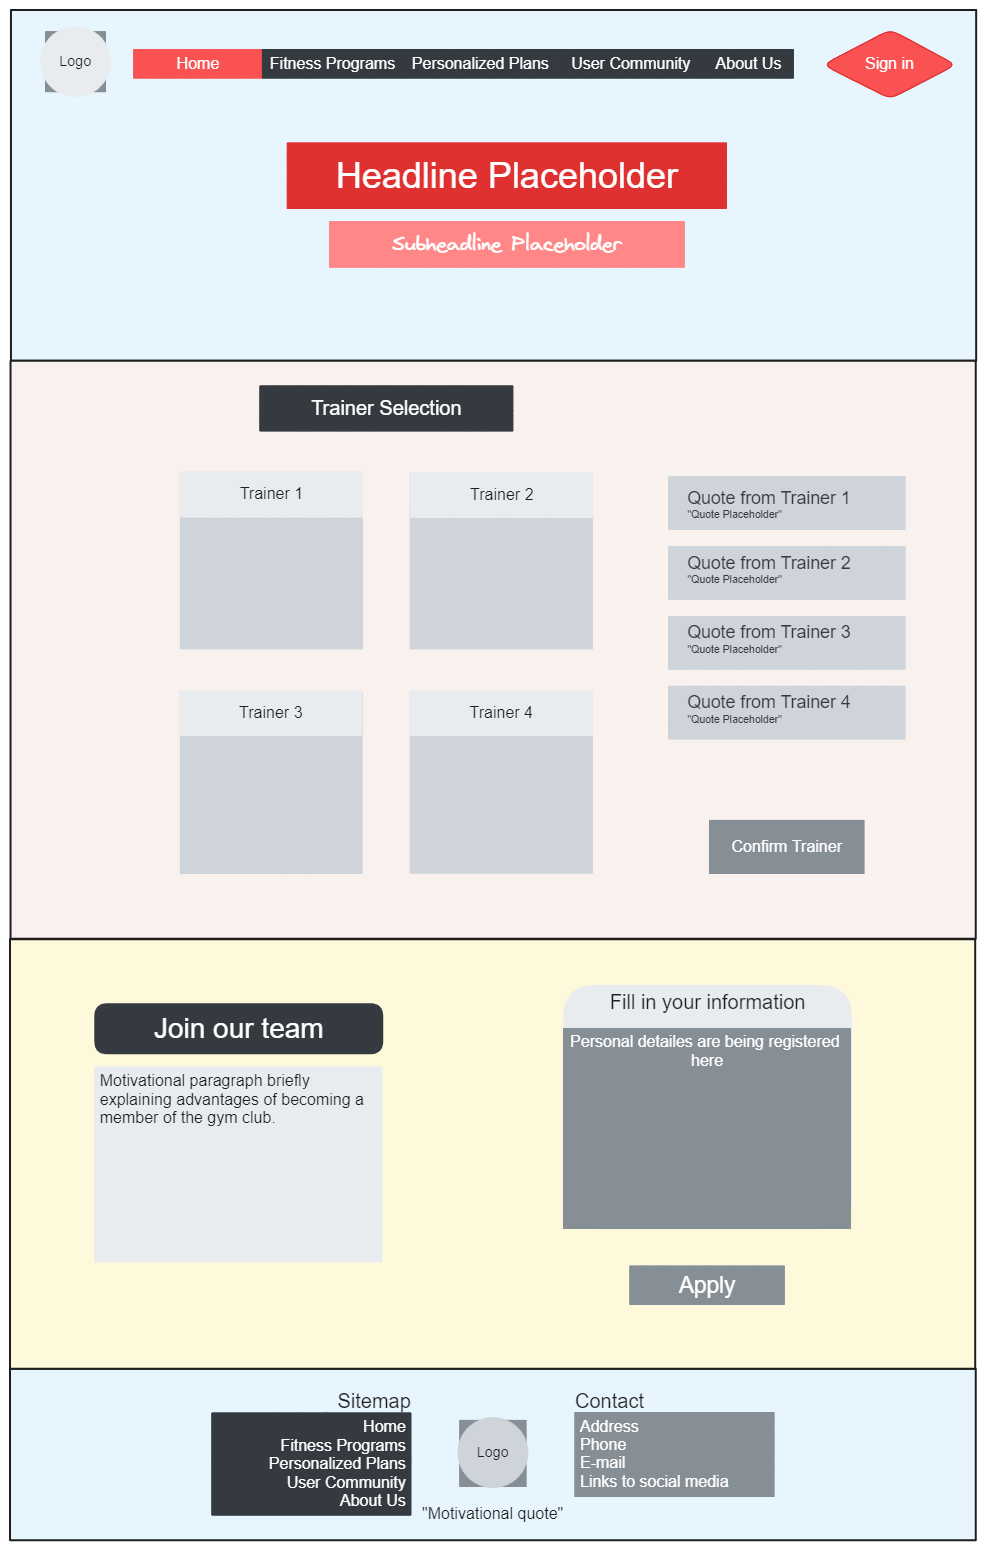 Logo
Home
Fitness Programs
Personalized Plans
User Community
About Us
Sign in
Headline Placeholder
Subheadline Placeholder
Trainer Selection
Trainer 1
Trainer 2
Trainer 3
Trainer 4
Quote from Trainer 1
"Quote Placeholder"
Quote from Trainer 2
"Quote Placeholder"
Quote from Trainer 3
"Quote Placeholder"
Quote from Trainer 4
"Quote Placeholder"
Confirm Trainer
Join our team
Motivational paragraph briefly
explaining advantages of becoming a
member of the gym club.
Fill in your information
Personal detailes are being registered
here
Apply
Sitemap
Home
Fitness Programs
Personalized Plans
User Community
About Us
Logo
"Motivational quote"
Contact
Address
Phone
E-mail
Links to social media